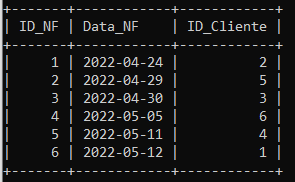 +-------+------------+------------+
| ID_NF | Data_NF    | ID_Cliente |
+-------+------------+------------+
|     1 | 2022-04-24 |          2 |
|     2 | 2022-04-29 |          5 |
|     3 | 2022-04-30 |          3 |
|     4 | 2022-05-05 |          6 |
|     5 | 2022-05-11 |          4 |
|     6 | 2022-05-12 |          1 |
+-------+------------+------------+